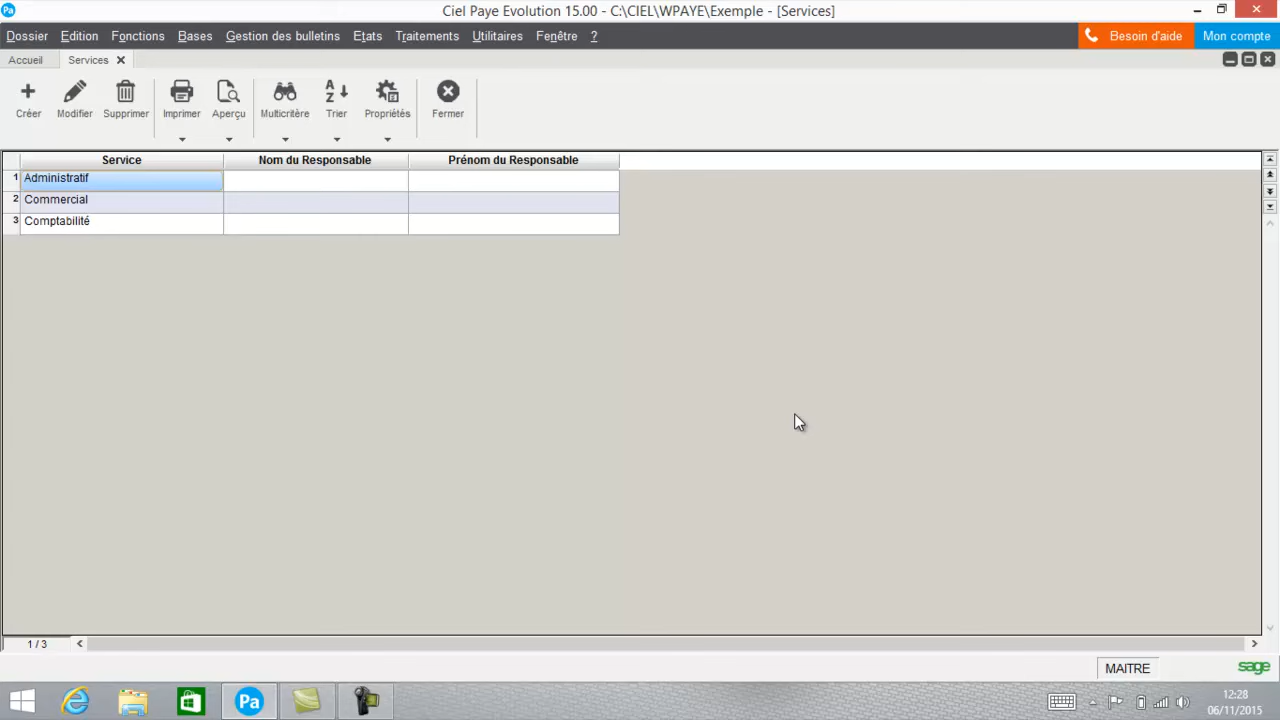 Pa Ciel Paye Evolution 15.00 - C:\CIEL\WPAYE\Exemple - [Services]
Dossier Edition Fonctions Bases Gestion des bulletins Etats Traitements Utilitaires Fenêtre ? Besoin d'aide Mon compte
Accueil Services
Créer Modifier Supprimer Imprimer Aperçu Multicritère Trier Propriétés Fermer
Service Nom du Responsable Prénom du Responsable
1 Administratif
2 Commercial
3 Comptabilité
1 / 3
MAITRE sage
Pa 12:28
06/11/2015